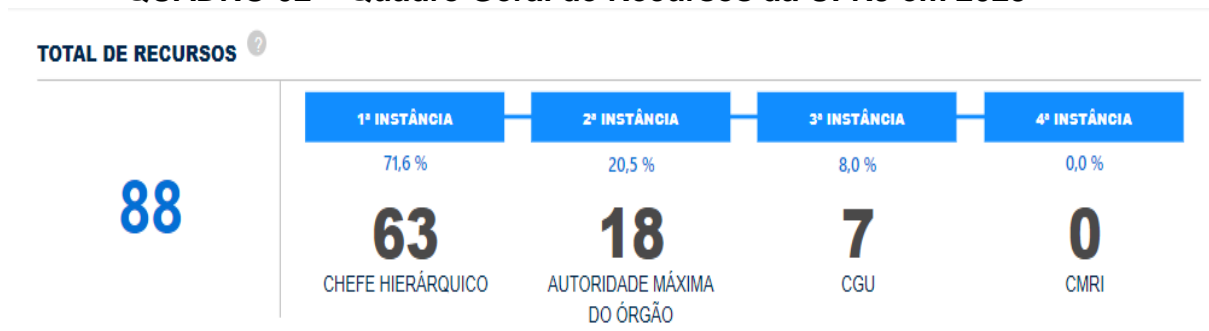 TOTAL DE RECURSOS ?
1ª INSTÂNCIA 2ª INSTÂNCIA 3ª INSTÂNCIA 4ª INSTÂNCIA
71,6 % 20,5 % 8,0 % 0,0 %
88
63 18 7 0
CHEFE HIERÁRQUICO AUTORIDADE MÁXIMA CGU CMRI
DO ÓRGÃO